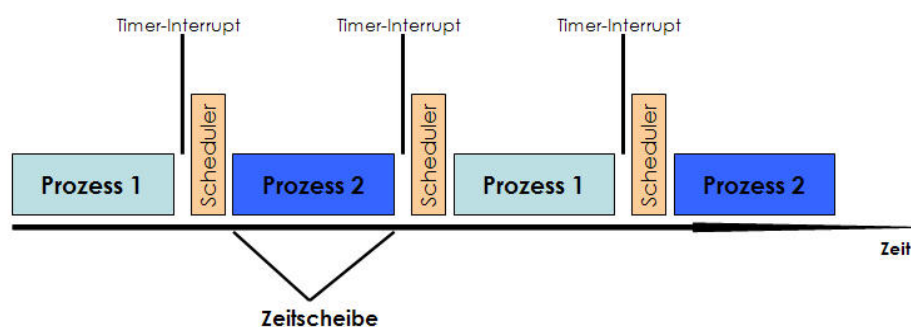 Timer-Interrupt
Timer-Interrupt
Timer-Interrupt
Prozess 1
Scheduler
Prozess 2
Scheduler
Prozess 1
Scheduler
Prozess 2
Zeit
Zeitscheibe